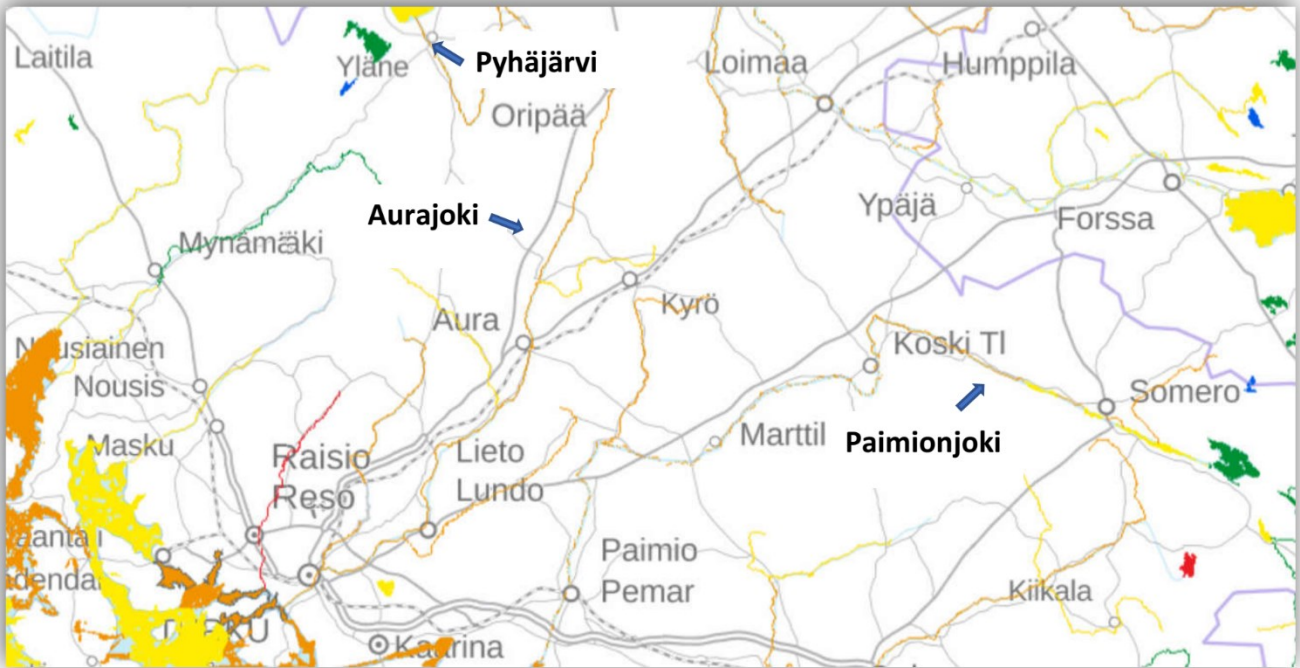 Laitila
Yläne
Pyhäjärvi
Loimaa
Humppila
Oripää
Aurajoki
Ypäjä
Forssa
Mynämäki
Kyrö
Aura
Koski Tl
Nousiainen
Nousis
Somero
Masku
Marttil
Paimionjoki
Raisio
Reso
Lieto
Lundo
Paimio
Pemar
Kiikala
Kaarina